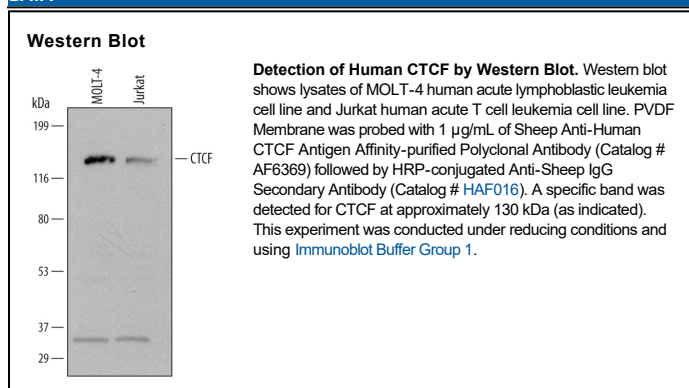 Western Blot
MOLT-4
Jurkat
kDa
199
CTCF
116
80
53
37
29
Detection of Human CTCF by Western Blot. Western blot
shows lysates of MOLT-4 human acute lymphoblastic leukemia
cell line and Jurkat human acute T cell leukemia cell line. PVDF
Membrane was probed with 1 µg/mL of Sheep Anti-Human
CTCF Antigen Affinity-purified Polyclonal Antibody (Catalog #
AF6369) followed by HRP-conjugated Anti-Sheep IgG
Secondary Antibody (Catalog # HAF016). A specific band was
detected for CTCF at approximately 130 kDa (as indicated).
This experiment was conducted under reducing conditions and
using Immunoblot Buffer Group 1.